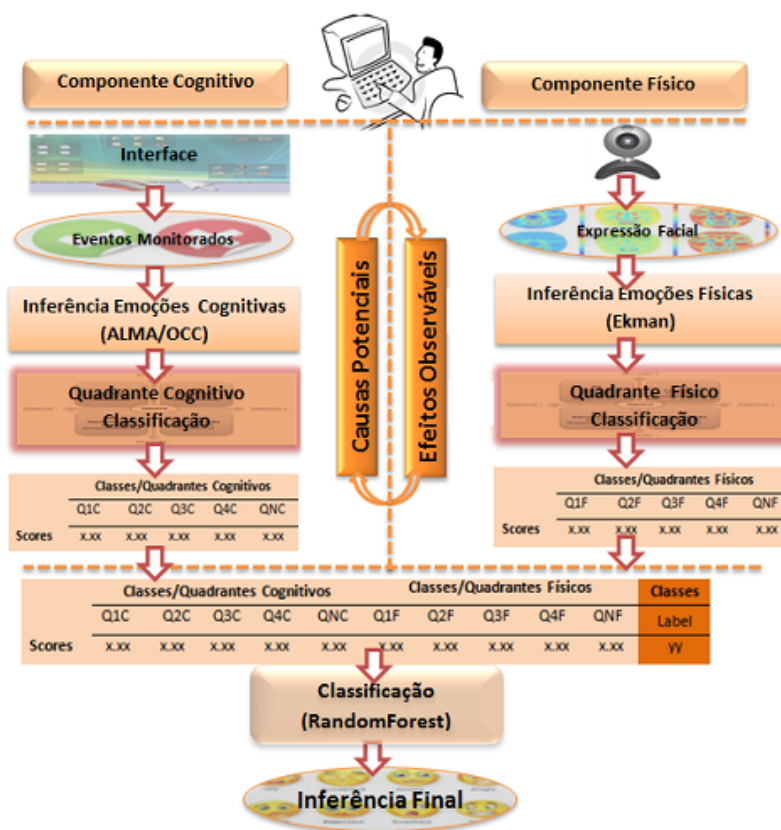 Componente Cognitivo
Componente Físico
Interface
Eventos Monitorados
Expressão Facial
Inferência Emoções Cognitivas
(ALMA/OCC)
Inferência Emoções Físicas
(Ekman)
Causas Potenciais
Efeitos Observáveis
Quadrante Cognitivo
Classificação
Quadrante Físico
Classificação
Classes/Quadrantes Cognitivos
Q1C Q2C Q3C Q4C QNC
Scores x.xx x.xx x.xx x.xx x.xx
Classes/Quadrantes Físicos
Q1F Q2F Q3F Q4F QNF
Scores x.xx x.xx x.xx x.xx x.xx
Classes/Quadrantes Cognitivos Classes/Quadrantes Físicos Classes
Q1C Q2C Q3C Q4C QNC Q1F Q2F Q3F Q4F QNF Label
Scores x.xx x.xx x.xx x.xx x.xx x.xx x.xx x.xx x.xx x.xx yy
Classificação
(RandomForest)
Inferência Final